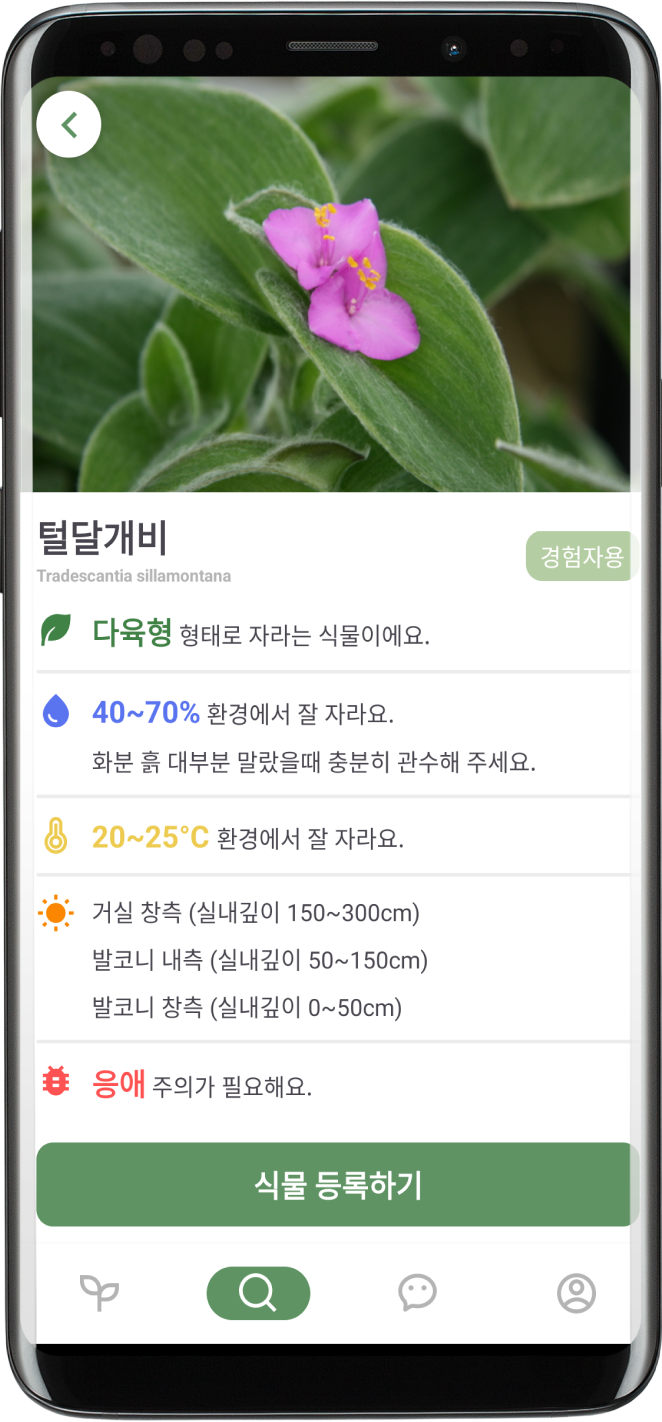 털달개비
Tradescantia sillamontana
경험자용
다육형 형태로 자라는 식물이에요.
40~70% 환경에서 잘 자라요.
화분 흙 대부분 말랐을때 충분히 관수해 주세요.
20~25°C 환경에서 잘 자라요.
거실 창측 (실내깊이 150~300cm)
발코니 내측 (실내깊이 50~150cm)
발코니 창측 (실내깊이 0~50cm)
응애 주의가 필요해요.
식물 등록하기